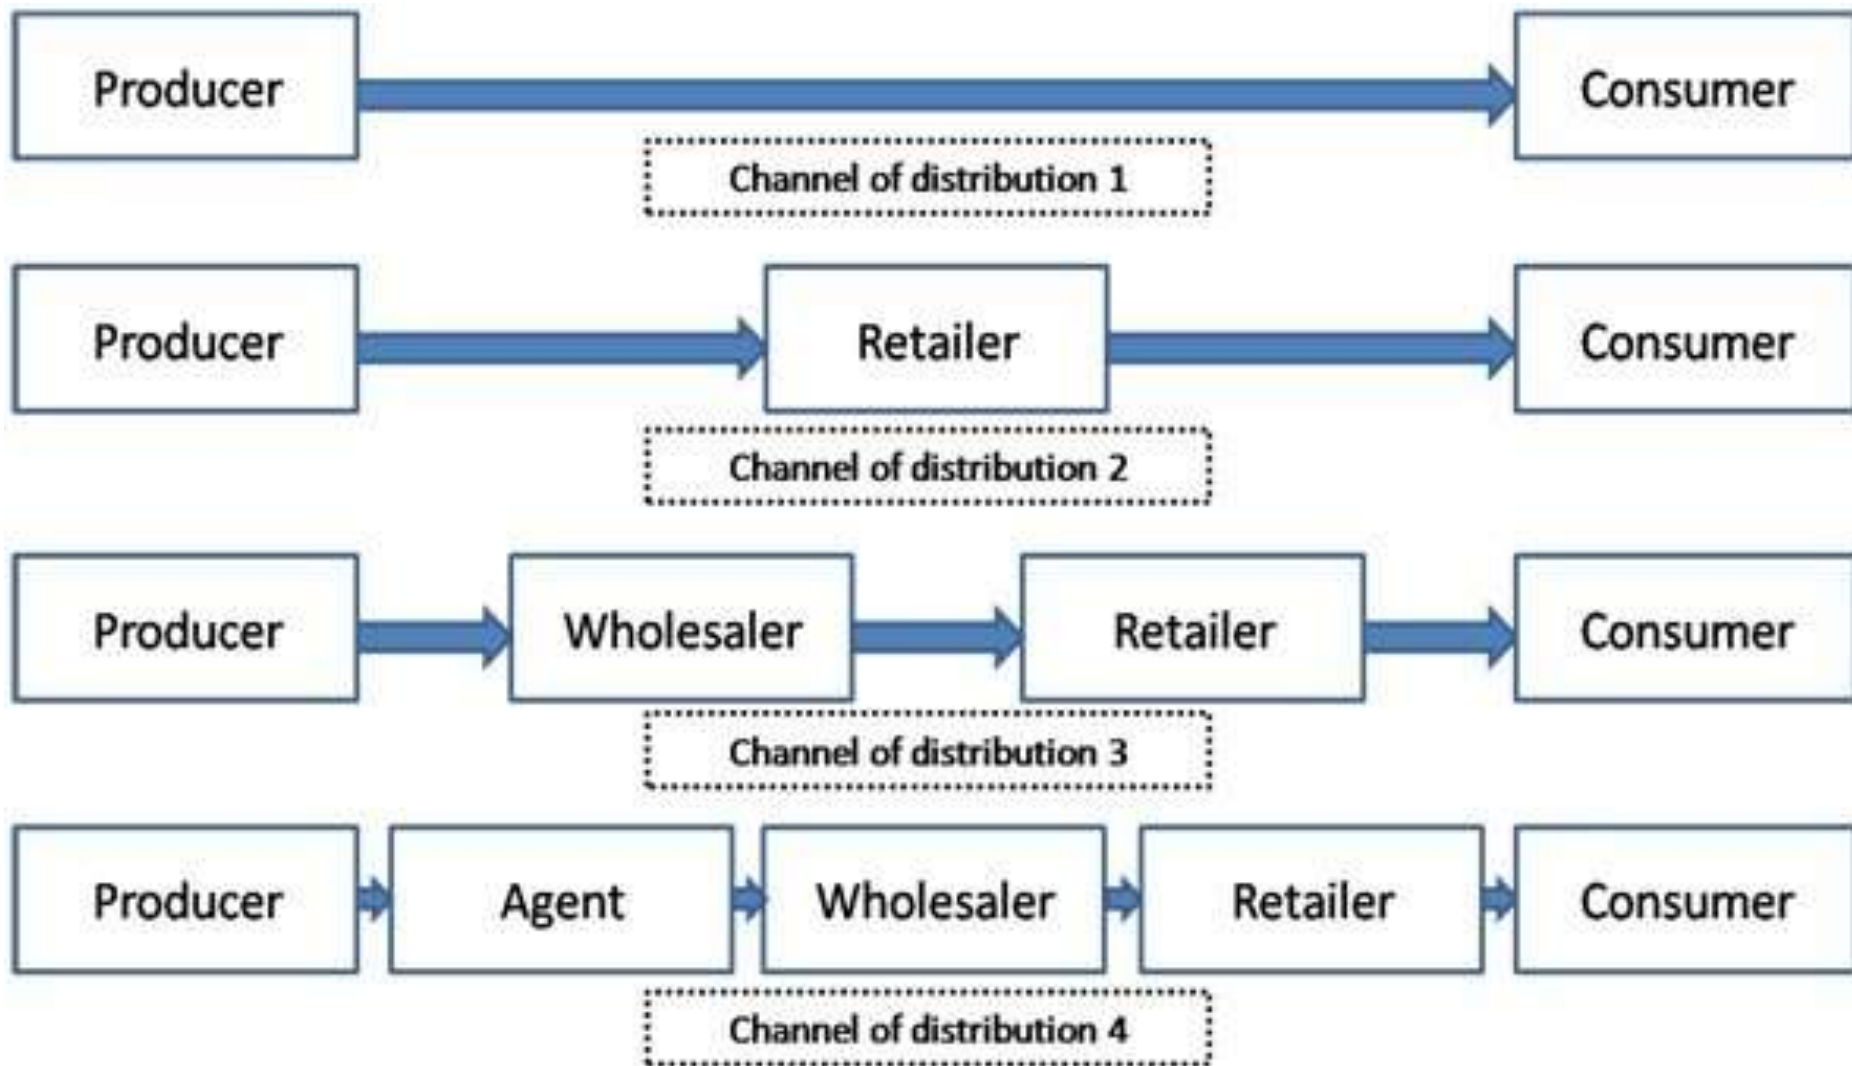 Producer
Consumer
Channel of distribution 1
Producer
Retailer
Consumer
Channel of distribution 2
Producer
Wholesaler
Retailer
Consumer
Channel of distribution 3
Producer
Agent
Wholesaler
Retailer
Consumer
Channel of distribution 4